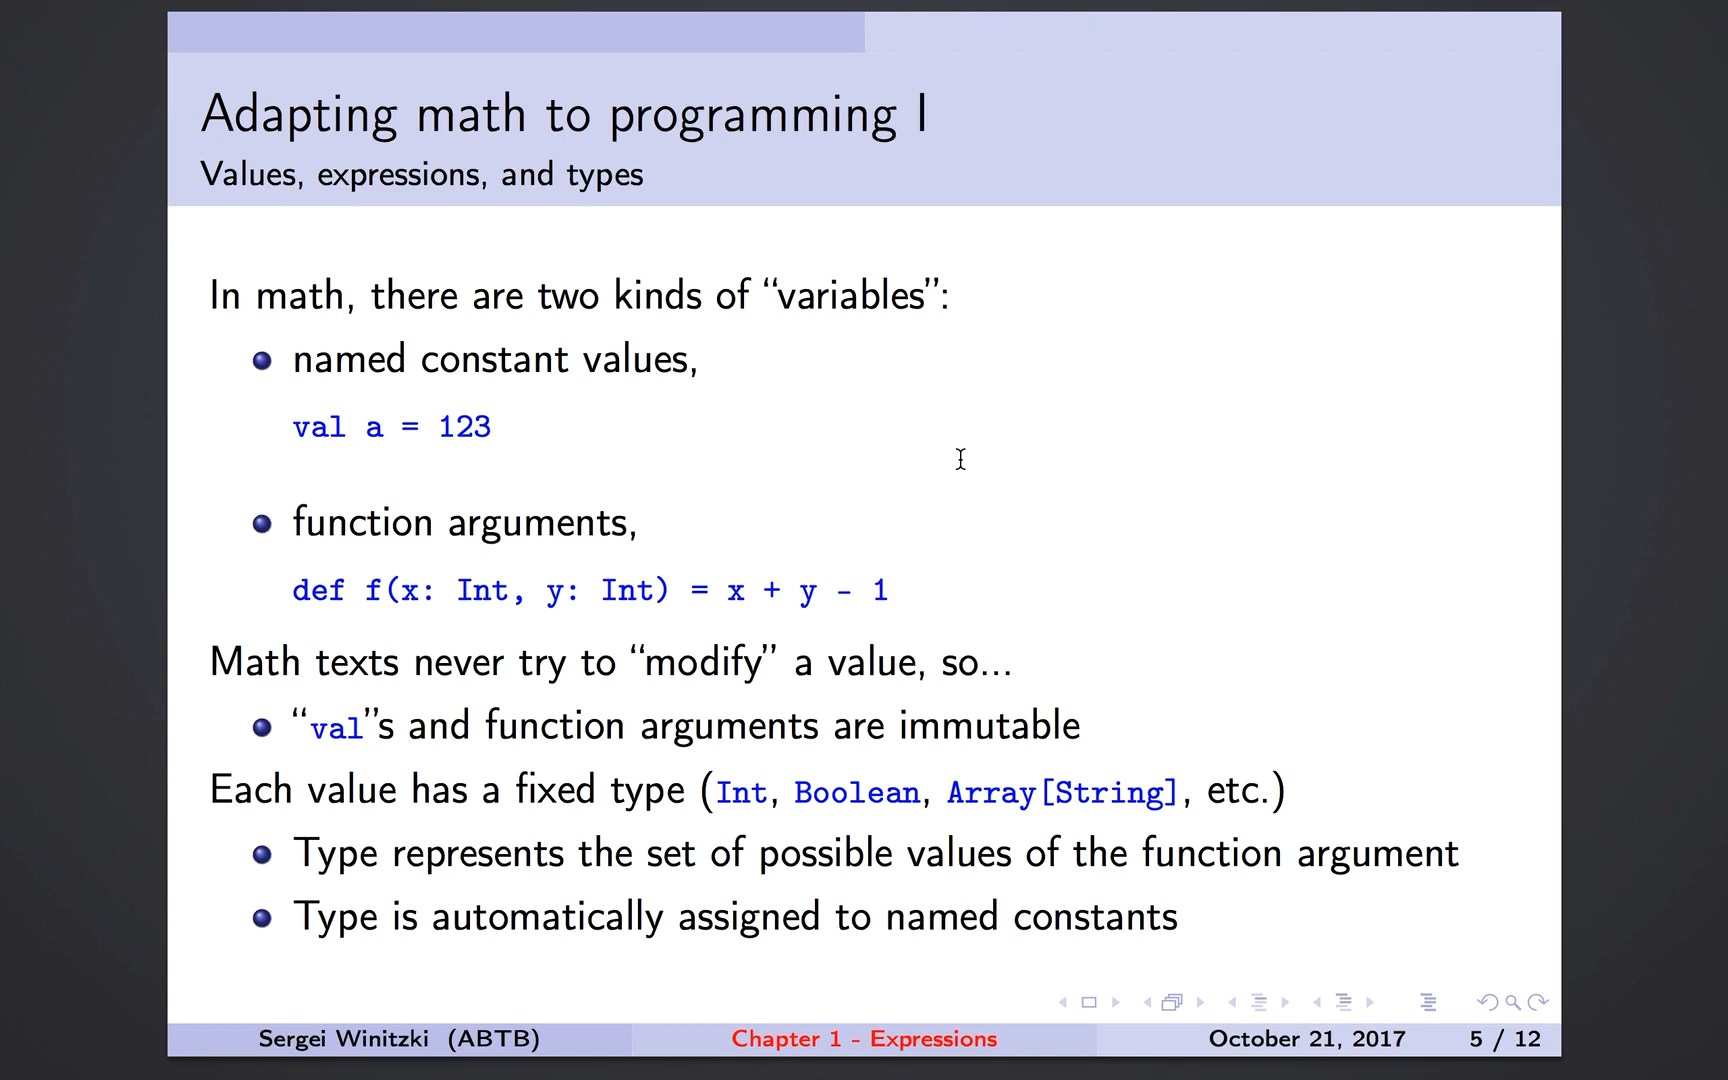 Adapting math to programming I
Values, expressions, and types
In math, there are two kinds of “variables”:
named constant values,
val a = 123
function arguments,
def f(x: Int, y: Int) = x + y - 1
Math texts never try to “modify” a value, so...
“val”s and function arguments are immutable
Each value has a fixed type (Int, Boolean, Array[String], etc.)
Type represents the set of possible values of the function argument
Type is automatically assigned to named constants
Sergei Winitzki (ABTB) Chapter 1 - Expressions October 21, 2017 5 / 12